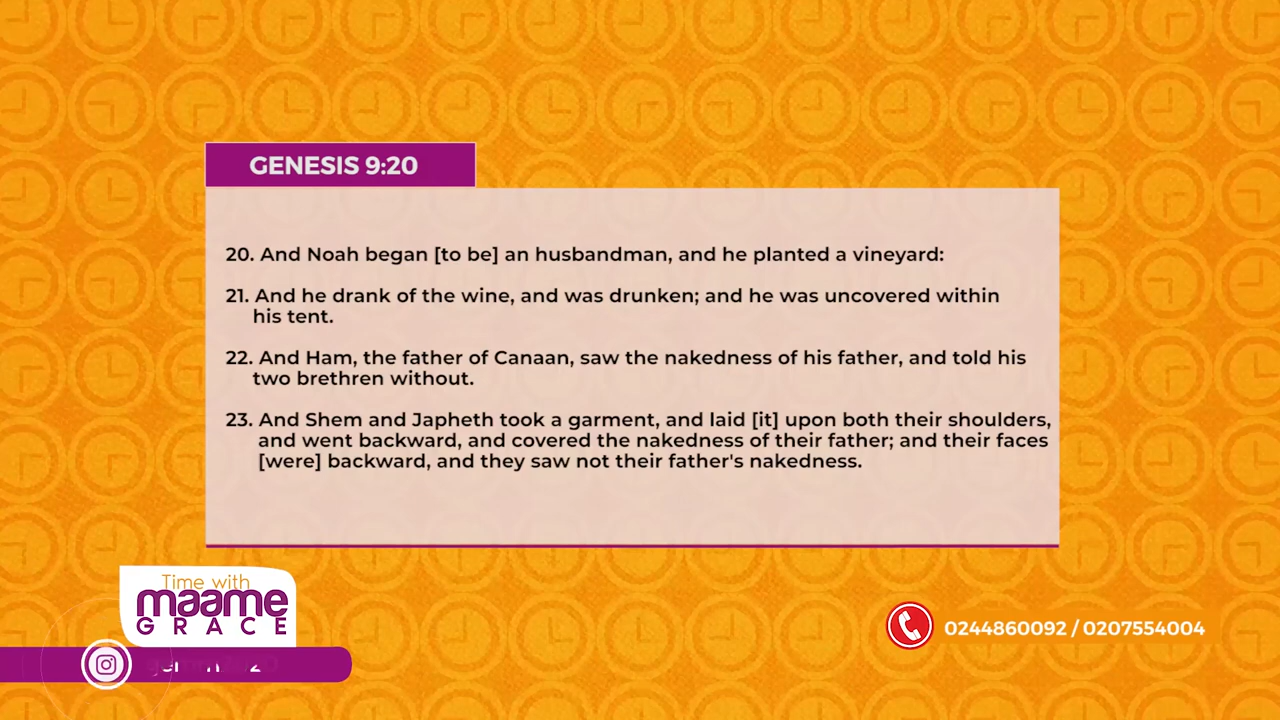 GENESIS 9:20
20. And Noah began [to be] an husbandman, and he planted a vineyard:
21. And he drank of the wine, and was drunken; and he was uncovered within
his tent.
22. And Ham, the father of Canaan, saw the nakedness of his father, and told his
two brethren without.
23. And Shem and Japheth took a garment, and laid [it] upon both their shoulders,
and went backward, and covered the nakedness of their father; and their faces
[were] backward, and they saw not their father's nakedness.
Time with
maame
GRACE
0244860092 / 0207554004